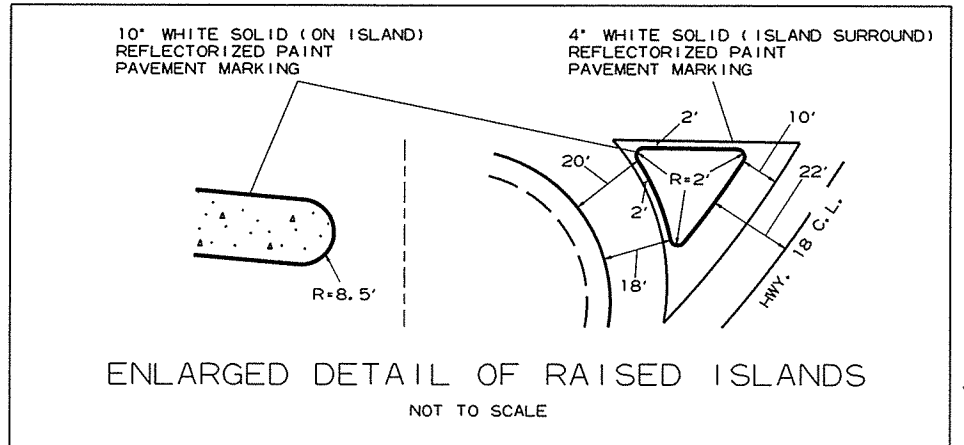 10" WHITE SOLID (ON ISLAND)
REFLECTORIZED PAINT
PAVEMENT MARKING
4" WHITE SOLID (ISLAND SURROUND)
REFLECTORIZED PAINT
PAVEMENT MARKING
2'
10'
20'
R=2'
22'
2'
18'
R=8.5'
HWY. 18 C.L.
ENLARGED DETAIL OF RAISED ISLANDS
NOT TO SCALE